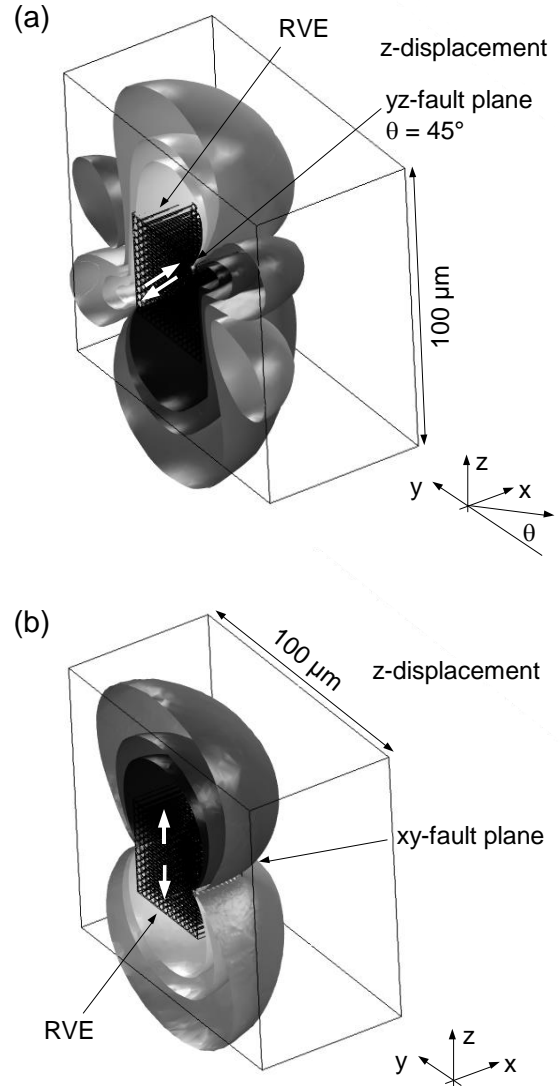 (a)
RVE
z-displacement
yz-fault plane
θ = 45°
100 μm
z
y
x
θ
(b)
100 μm
z-displacement
xy-fault plane
RVE
z
y
x